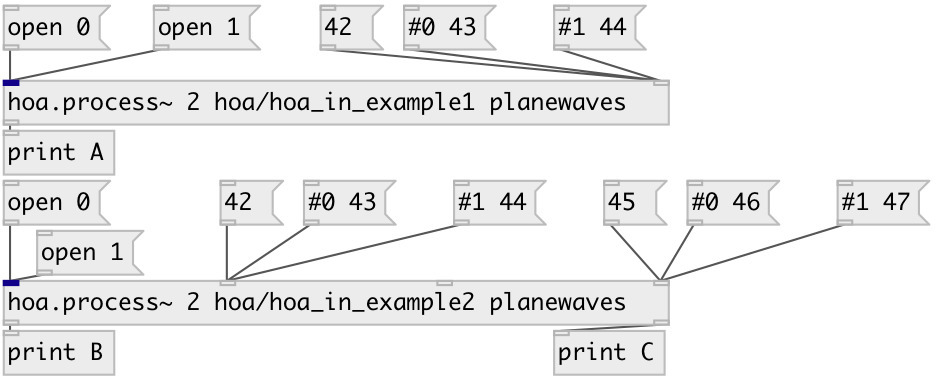 open 0 open 1 42 #0 43 #1 44
hoa.process~ 2 hoa/hoa_in_example1 planewaves
print A
open 0 42 #0 43 #1 44 45 #0 46 #1 47
open 1
hoa.process~ 2 hoa/hoa_in_example2 planewaves
print B print C